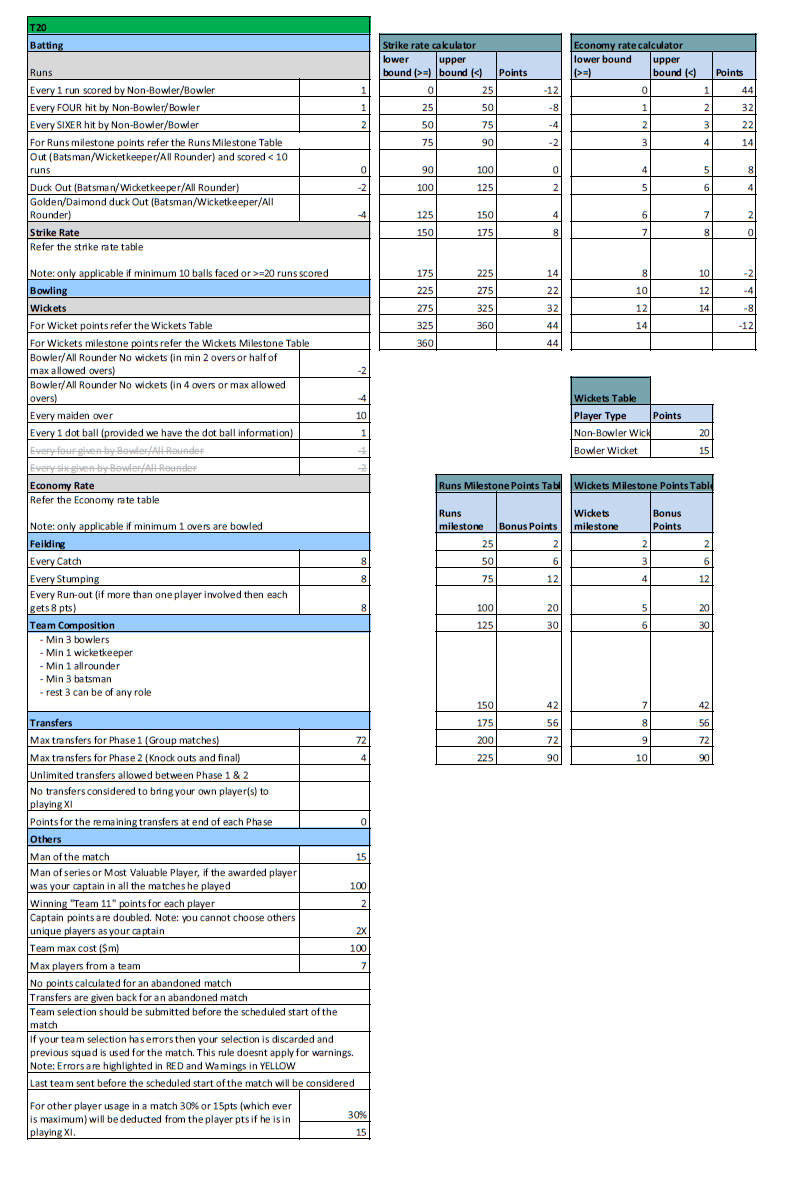 T20
Batting
Runs
Every 1 run scored by Non-Bowler/Bowler 1
Every FOUR hit by Non-Bowler/Bowler 1
Every SIXER hit by Non-Bowler/Bowler 2
For Runs milestone points refer the Runs Milestone Table
Out (Batsman/Wicketkeeper/All Rounder) and scored < 10
runs 0
Duck Out (Batsman/Wicketkeeper/All Rounder) -2
Golden/Daimond duck Out (Batsman/Wicketkeeper/All
Rounder) -4
Strike Rate
Refer the strike rate table
Note: only applicable if minimum 10 balls faced or >=20 runs scored
Bowling
Wickets
For Wicket points refer the Wickets Table
For Wickets milestone points refer the Wickets Milestone Table
Bowler/All Rounder No wickets (in min 2 overs or half of
max allowed overs) -2
Bowler/All Rounder No wickets (in 4 overs or max allowed
overs) -4
Every maiden over 10
Every 1 dot ball (provided we have the dot ball information) 1
Every four given by Bowler/All Rounder -1
Every six given by Bowler/All Rounder -2
Economy Rate
Refer the Economy rate table
Note: only applicable if minimum 1 overs are bowled
Feilding
Every Catch 8
Every Stumping 8
Every Run-out (if more than one player involved then each
gets 8 pts) 8
Team Composition
- Min 3 bowlers
- Min 1 wicketkeeper
- Min 1 allrounder
- Min 3 batsman
- rest 3 can be of any role
Transfers
Max transfers for Phase 1 (Group matches) 72
Max transfers for Phase 2 (Knock outs and final) 4
Unlimited transfers allowed between Phase 1 & 2
No transfers considered to bring your own player(s) to
playing XI
Points for the remaining transfers at end of each Phase 0
Others
Man of the match 15
Man of series or Most Valuable Player, if the awarded player
was your captain in all the matches he played 100
Winning "Team 11" points for each player 2
Captain points are doubled. Note: you cannot choose others
unique players as your captain 2X
Team max cost ($m) 100
Max players from a team 7
No points calculated for an abandoned match
Transfers are given back for an abandoned match
Team selection should be submitted before the scheduled start of the
match
If your team selection has errors then your selection is discarded and
previous squad is used for the match. This rule doesnt apply for warnings.
Note: Errors are highlighted in RED and Warnings in YELLOW
Last team sent before the scheduled start of the match will be considered
For other player usage in a match 30% or 15pts (which ever
is maximum) will be deducted from the player pts if he is in 30%
playing XI. 15
Strike rate calculator
lower upper
bound (>=) bound (<) Points
0 25 -12
25 50 -8
50 75 -4
75 90 -2
90 100 0
100 125 2
125 150 4
150 175 8
175 225 14
225 275 22
275 325 32
325 360 44
360 44
Economy rate calculator
lower bound upper
(>=) bound (<) Points
0 1 44
1 2 32
2 3 22
3 4 14
4 5 8
5 6 4
6 7 2
7 8 0
8 10 -2
10 12 -4
12 14 -8
14 -12
Wickets Table
Player Type Points
Non-Bowler Wick 20
Bowler Wicket 15
Runs Milestone Points Tabl
Runs
milestone Bonus Points
25 2
50 6
75 12
100 20
125 30
150 42
175 56
200 72
225 90
Wickets Milestone Points Table
Wickets Bonus
milestone Points
2 2
3 6
4 12
5 20
6 30
7 42
8 56
9 72
10 90